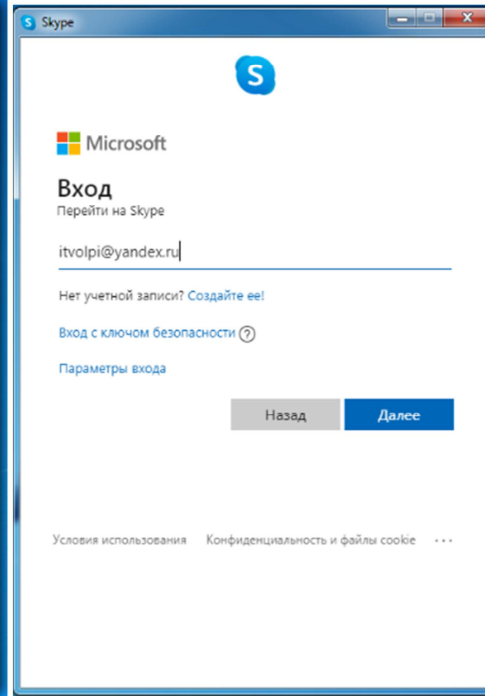 Skype
S
Microsoft
Вход
Перейти на Skype
itvolpi@yandex.ru
Нет учетной записи? Создайте ее!
Вход с ключом безопасности ?
Параметры входа
Назад Далее
Условия использования Конфиденциальность и файлы cookie ...